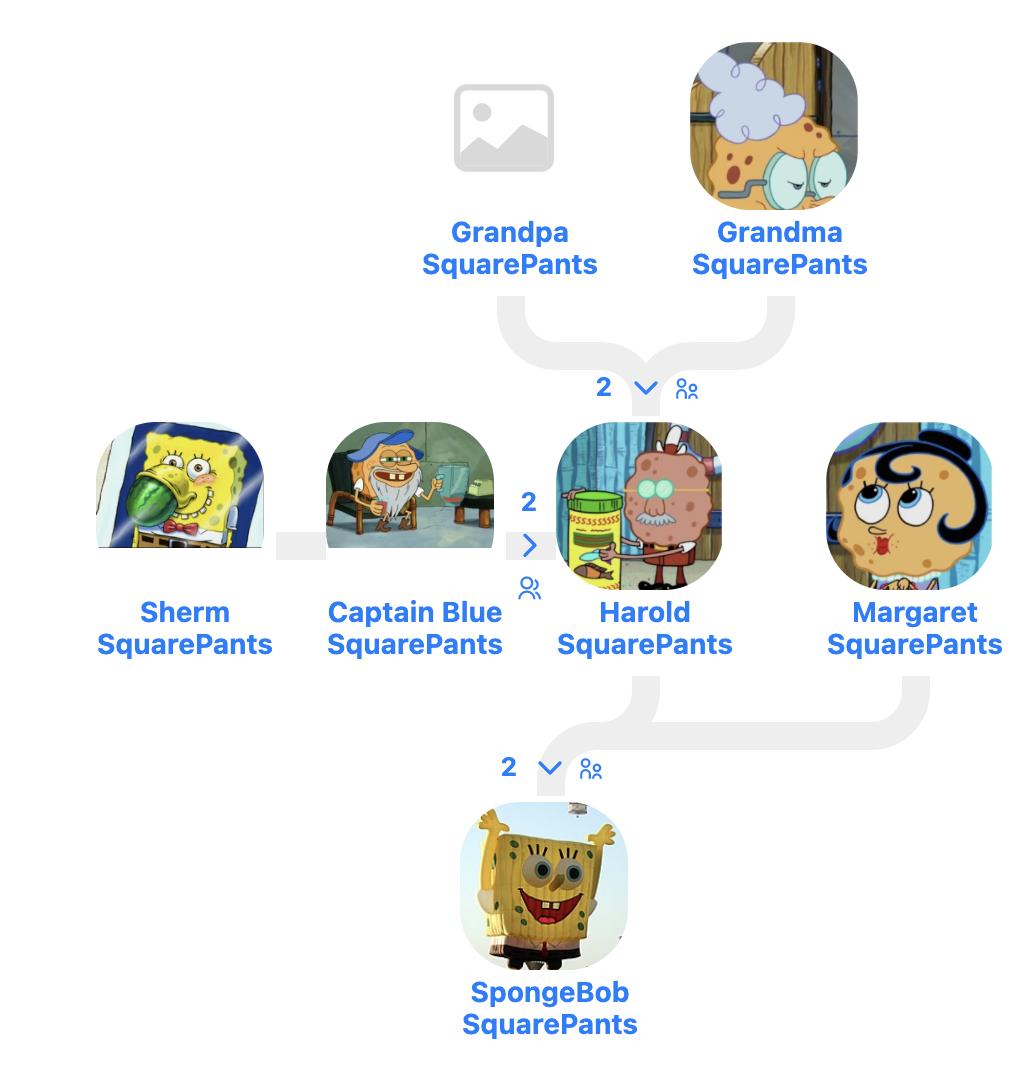 Grandpa
SquarePants
Grandma
SquarePants
2
2
Sherm
SquarePants
Captain Blue
SquarePants
Harold
SquarePants
Margaret
SquarePants
2
SpongeBob
SquarePants